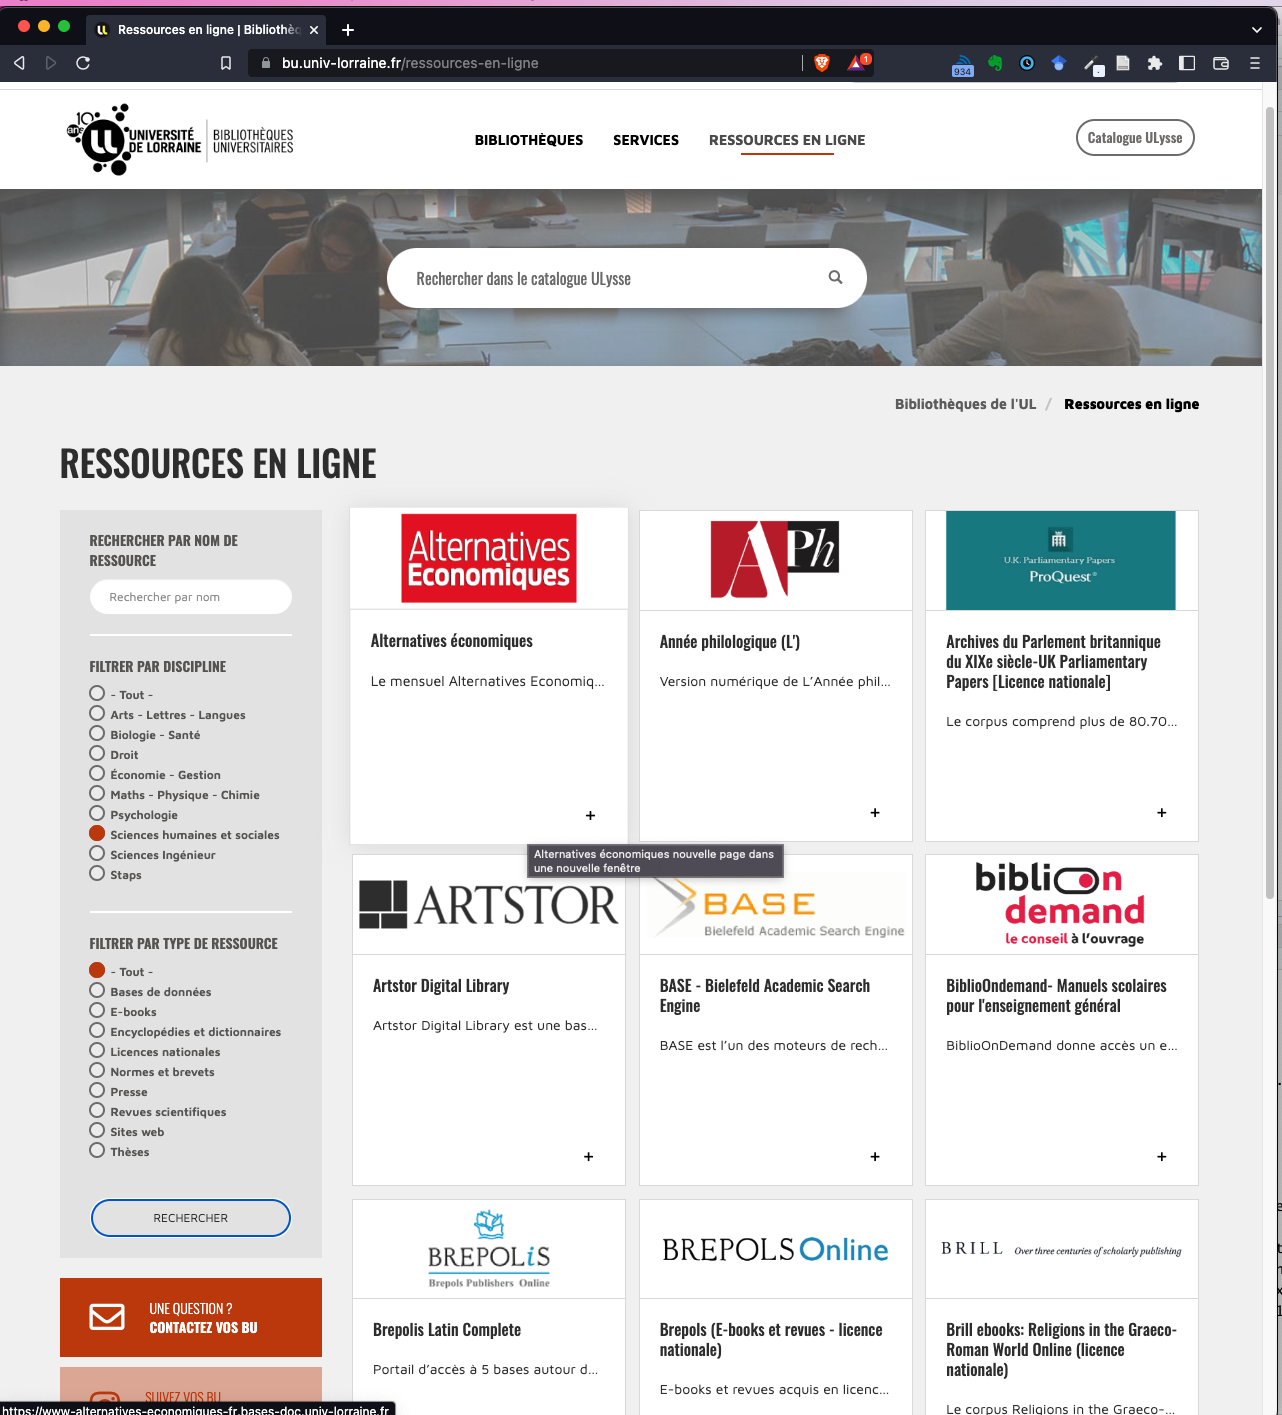 Ressources en ligne | Bibliothèq
bu.univ-lorraine.fr/ressources-en-ligne
1
934
10
ans
UNIVERSITÉ
DE LORRAINE
BIBLIOTHÈQUES
UNIVERSITAIRES
BIBLIOTHÈQUES
SERVICES
RESSOURCES EN LIGNE
Catalogue ULysse
Rechercher dans le catalogue ULysse
Bibliothèques de l'UL / Ressources en ligne
RESSOURCES EN LIGNE
RECHERCHER PAR NOM DE
RESSOURCE
Rechercher par nom
FILTRER PAR DISCIPLINE
- Tout -
Arts - Lettres - Langues
Biologie - Santé
Droit
Économie - Gestion
Maths - Physique - Chimie
Psychologie
Sciences humaines et sociales
Sciences Ingénieur
Staps
FILTRER PAR TYPE DE RESSOURCE
- Tout -
Bases de données
E-books
Encyclopédies et dictionnaires
Licences nationales
Normes et brevets
Presse
Revues scientifiques
Sites web
Thèses
RECHERCHER
UNE QUESTION ?
CONTACTEZ VOS BU
SUIVEZ VOS BU
https://www-alternatives-economiques-fr.bases-doc.univ-lorraine.fr
Alternatives
Economiques
Alternatives économiques
Le mensuel Alternatives Economiq...
+
Alternatives économiques nouvelle page dans
une nouvelle fenêtre
APh
Année philologique (L')
Version numérique de L'Année phil...
+
U.K. Parliamentary Papers
ProQuest
Archives du Parlement britannique
du XIXe siècle-UK Parliamentary
Papers [Licence nationale]
Le corpus comprend plus de 80.70...
+
ARTSTOR
Artstor Digital Library
Artstor Digital Library est une bas...
+
BASE
Bielefeld Academic Search Engine
BASE - Bielefeld Academic Search
Engine
BASE est l'un des moteurs de rech...
+
biblion
demand
le conseil à l'ouvrage
BiblioOndemand- Manuels scolaires
pour l'enseignement général
BiblioOnDemand donne accès un e...
+
BREPOLiS
Brepols Publishers Online
Brepolis Latin Complete
Portail d'accès à 5 bases autour d...
BREPOLS Online
Brepols (E-books et revues - licence
nationale)
E-books et revues acquis en licenc...
BRILL Over three centuries of scholarly publishing
Brill ebooks: Religions in the Graeco-
Roman World Online (licence
nationale)
Le corpus Religions in the Graeco-...